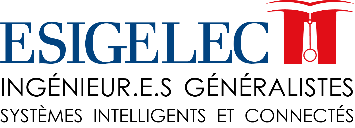 ESIGELEC
INGÉNIEUR.E.S GÉNÉRALISTES
SYSTÈMES INTELLIGENTS ET CONNECTÉS